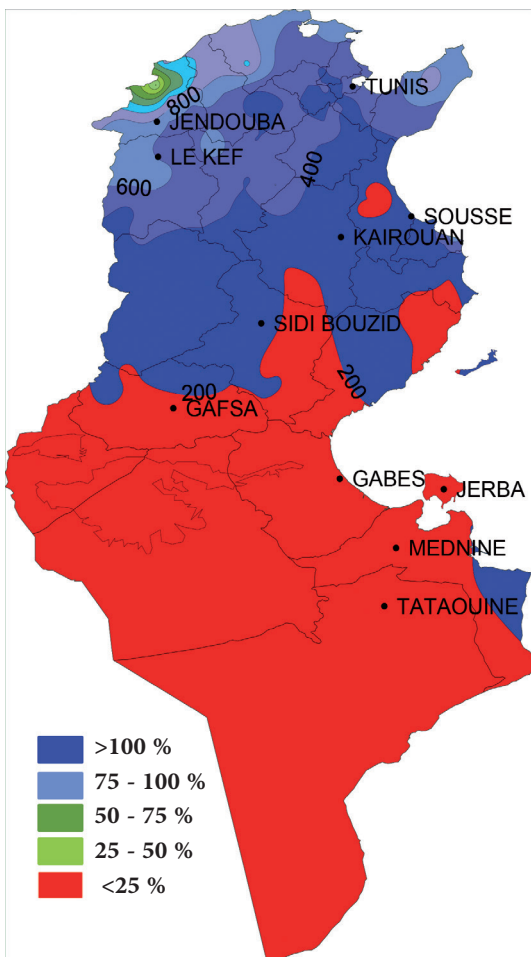 TUNIS
800
JENDOUBA
LE KEF
400
600
SOUSSE
KAIROUAN
SIDI BOUZID
200
200
GAFSA
GABES
JERBA
MEDNINE
TATAOUINE
>100 %
75 - 100 %
50 - 75 %
25 - 50 %
<25 %